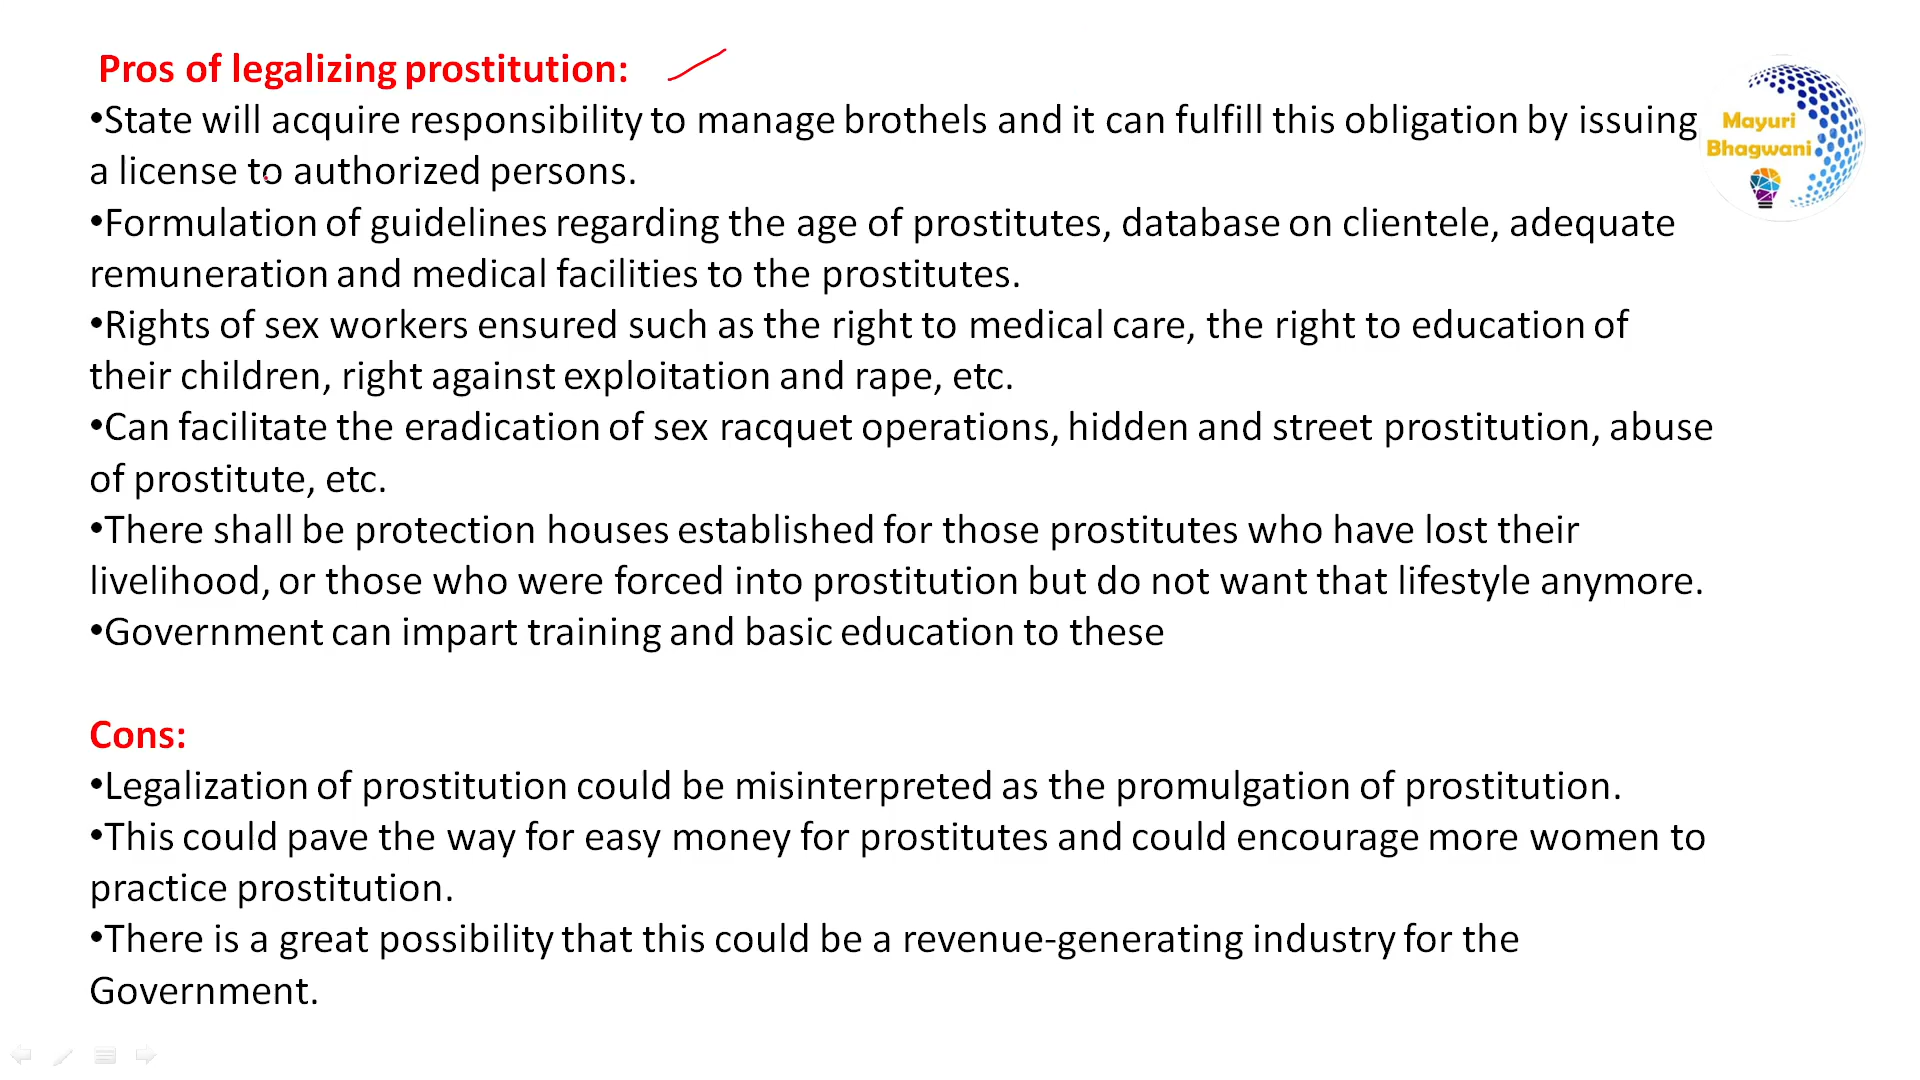 Pros of legalizing prostitution:
•State will acquire responsibility to manage brothels and it can fulfill this obligation by issuing
a license to authorized persons.
•Formulation of guidelines regarding the age of prostitutes, database on clientele, adequate
remuneration and medical facilities to the prostitutes.
•Rights of sex workers ensured such as the right to medical care, the right to education of
their children, right against exploitation and rape, etc.
•Can facilitate the eradication of sex racquet operations, hidden and street prostitution, abuse
of prostitute, etc.
•There shall be protection houses established for those prostitutes who have lost their
livelihood, or those who were forced into prostitution but do not want that lifestyle anymore.
•Government can impart training and basic education to these
Cons:
•Legalization of prostitution could be misinterpreted as the promulgation of prostitution.
•This could pave the way for easy money for prostitutes and could encourage more women to
practice prostitution.
•There is a great possibility that this could be a revenue-generating industry for the
Government.
Mayuri
Bhagwani